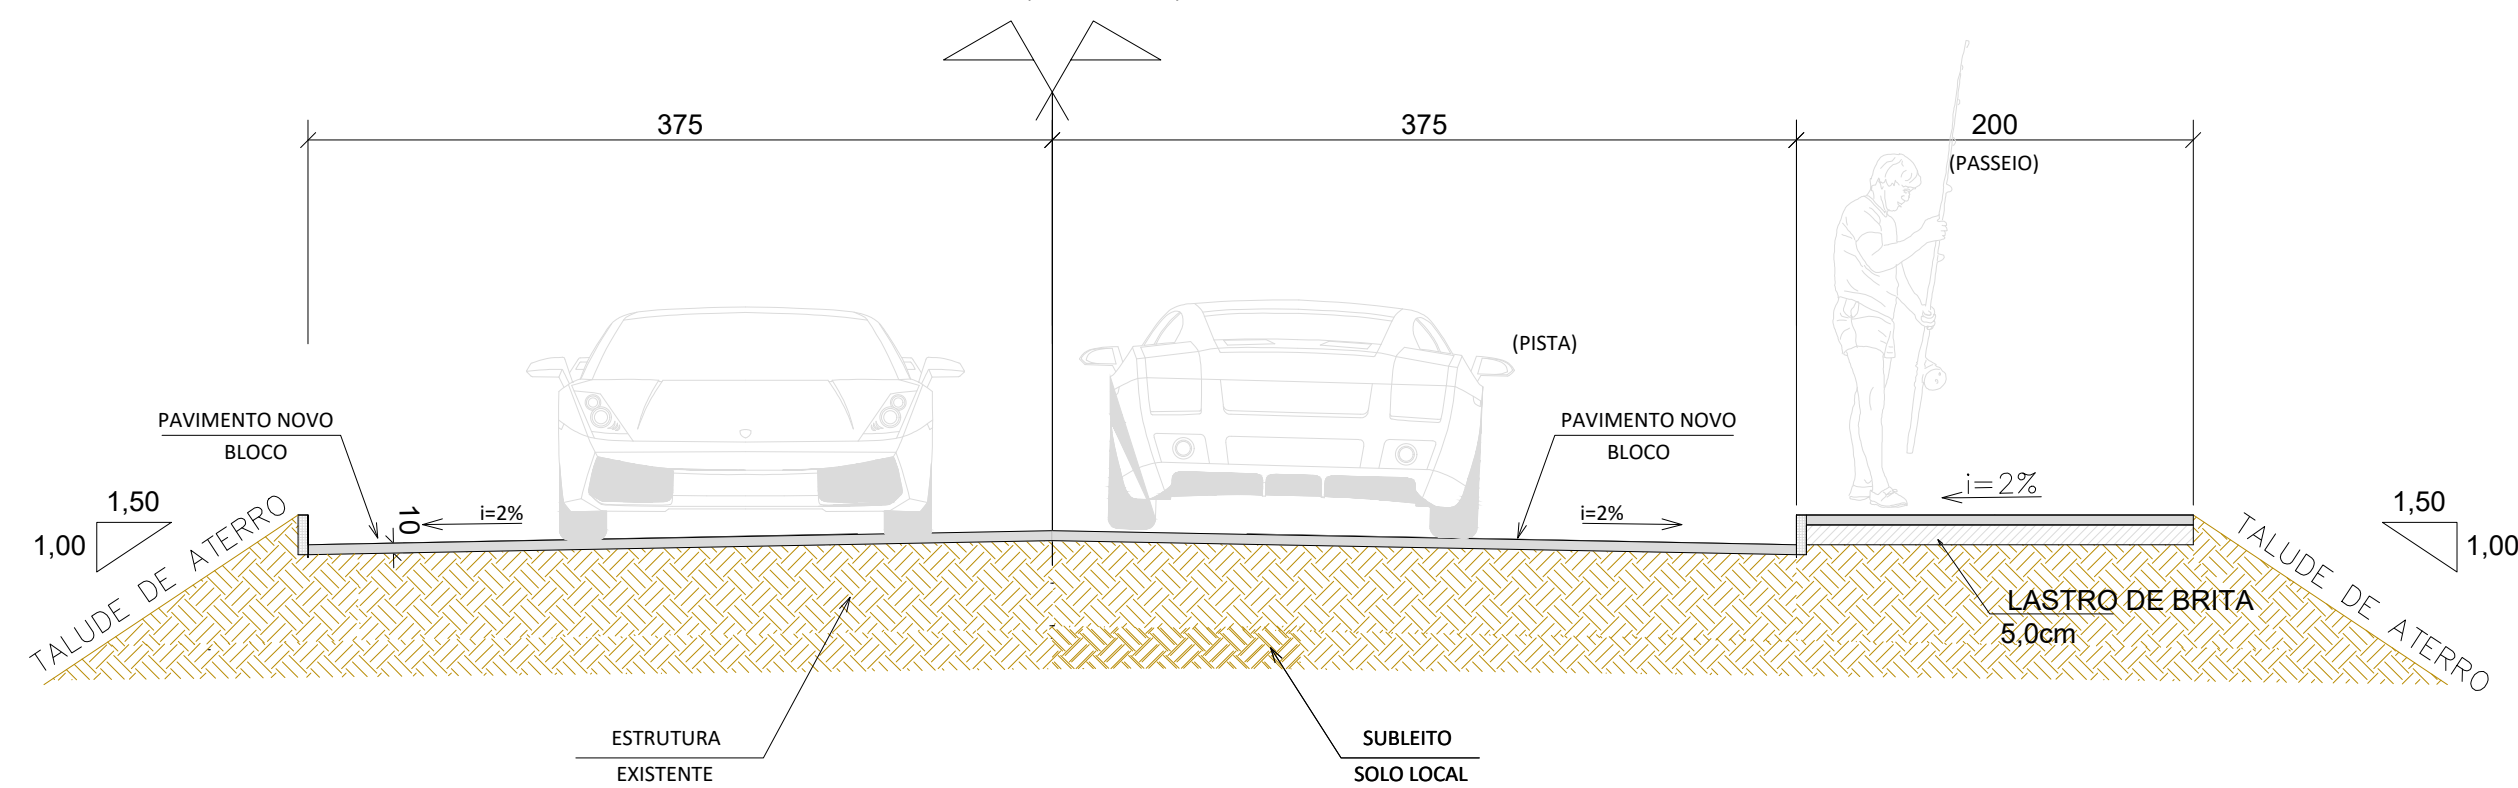 375
375
200
(PASSEIO)
(PISTA)
PAVIMENTO NOVO
BLOCO
PAVIMENTO NOVO
BLOCO
i=2%
1,50
1,00
TALUDE DE ATERRO
10
i=2%
i=2%
1,50
1,00
TALUDE DE ATERRO
LASTRO DE BRITA
5,0cm
ESTRUTURA
EXISTENTE
SUBLEITO
SOLO LOCAL